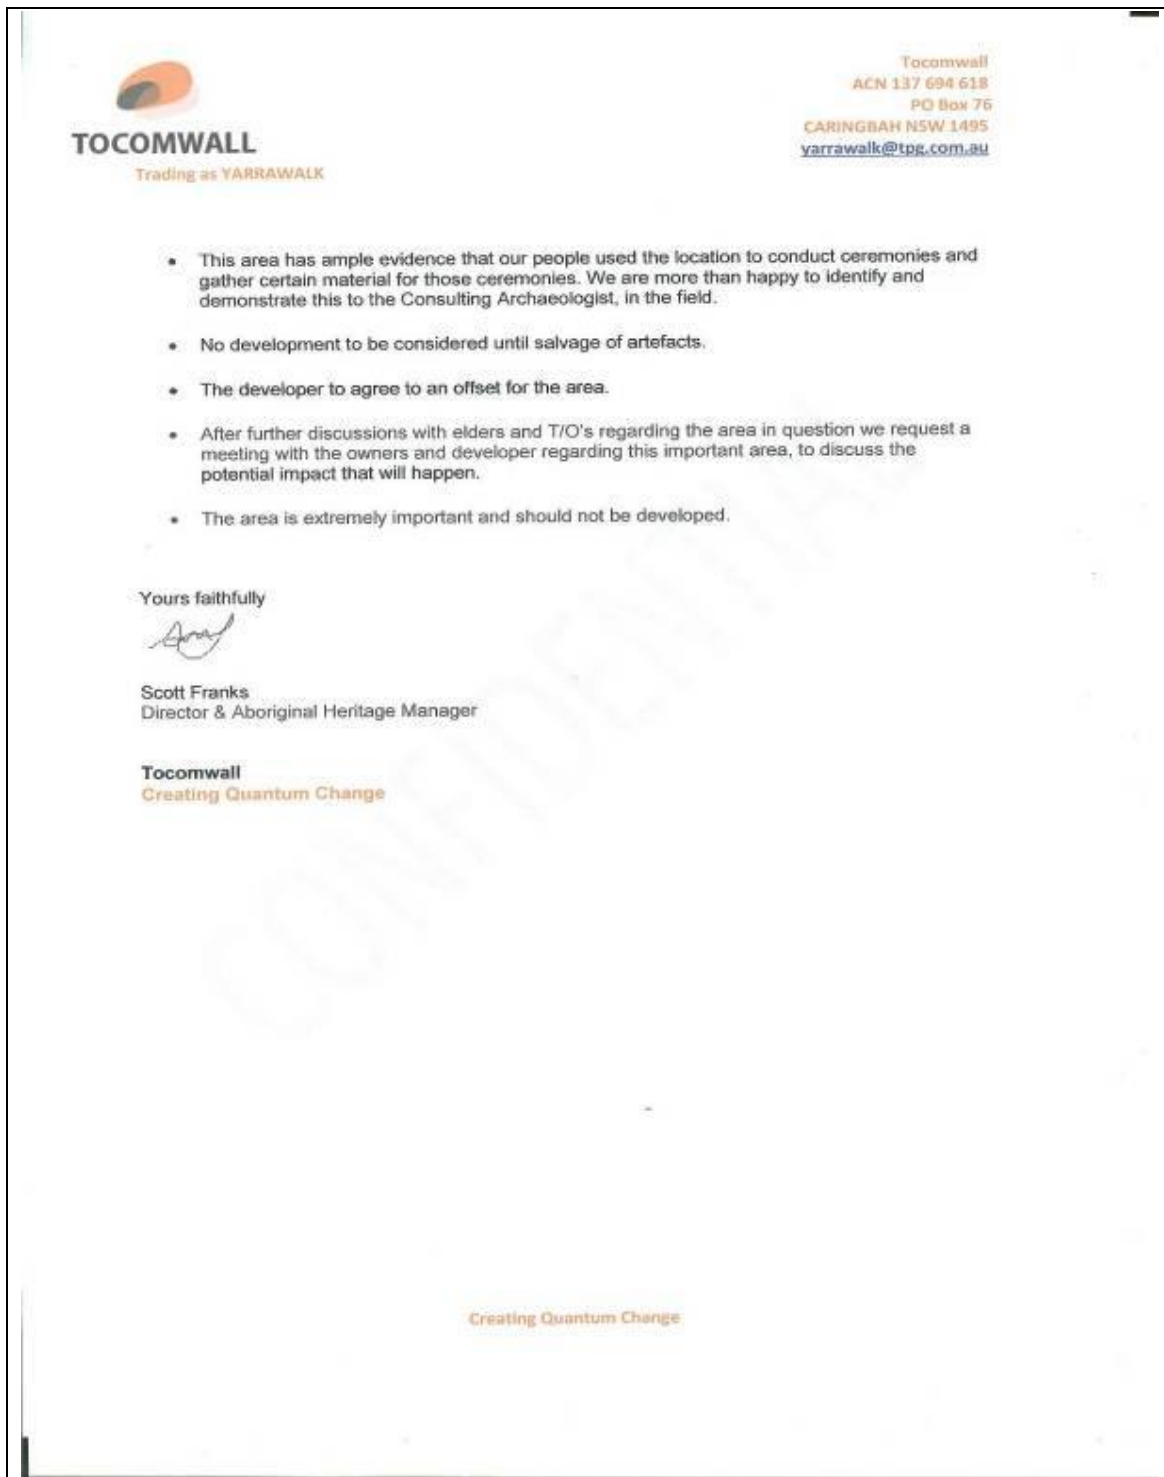 TOCOMWALL
Trading as YARRAWALK
Tocomwall
ACN 137 694 618
PO Box 76
CARINGBAH NSW 1495
yarrawalk@tpg.com.au
• This area has ample evidence that our people used the location to conduct ceremonies and
gather certain material for those ceremonies. We are more than happy to identify and
demonstrate this to the Consulting Archaeologist, in the field.
• No development to be considered until salvage of artefacts.
• The developer to agree to an offset for the area.
• After further discussions with elders and T/O's regarding the area in question we request a
meeting with the owners and developer regarding this important area, to discuss the
potential impact that will happen.
• The area is extremely important and should not be developed.
Yours faithfully
Scott Franks
Director & Aboriginal Heritage Manager
Tocomwall
Creating Quantum Change
CONFIDENTIAL
Creating Quantum Change